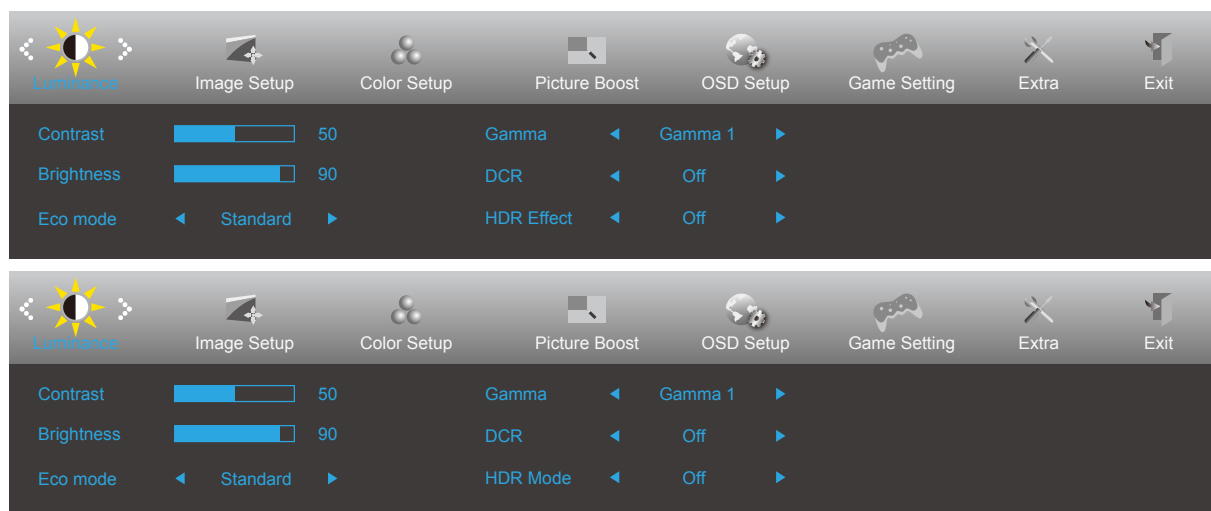 Luminance Image Setup Color Setup Picture Boost OSD Setup Game Setting Extra Exit
Contrast 50 Gamma Gamma 1
Brightness 90 DCR Off
Eco mode Standard HDR Effect Off
Luminance Image Setup Color Setup Picture Boost OSD Setup Game Setting Extra Exit
Contrast 50 Gamma Gamma 1
Brightness 90 DCR Off
Eco mode Standard HDR Mode Off